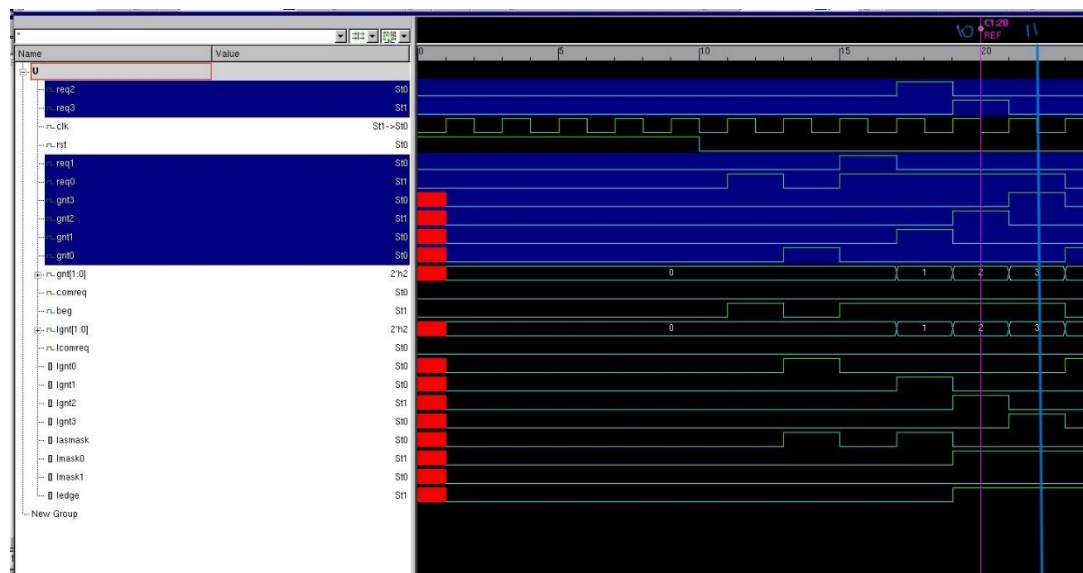 *
C1:20
REF
Name Value 0 5 10 15 20
U
req2 St0
req3 St1
clk St1->St0
rst St0
req1 St0
req0 St1
gnt3 St0
gnt2 St1
gnt1 St0
gnt0 St0
gnt[1:0] 2'h2 0 1 2 3
comreq St0
beg St1
lgnt[1:0] 2'h2 0 1 2 3
lcomreq St0
lgnt0 St0
lgnt1 St0
lgnt2 St1
lgnt3 St0
lasmask St0
lmask0 St1
lmask1 St0
ledge St1
New Group